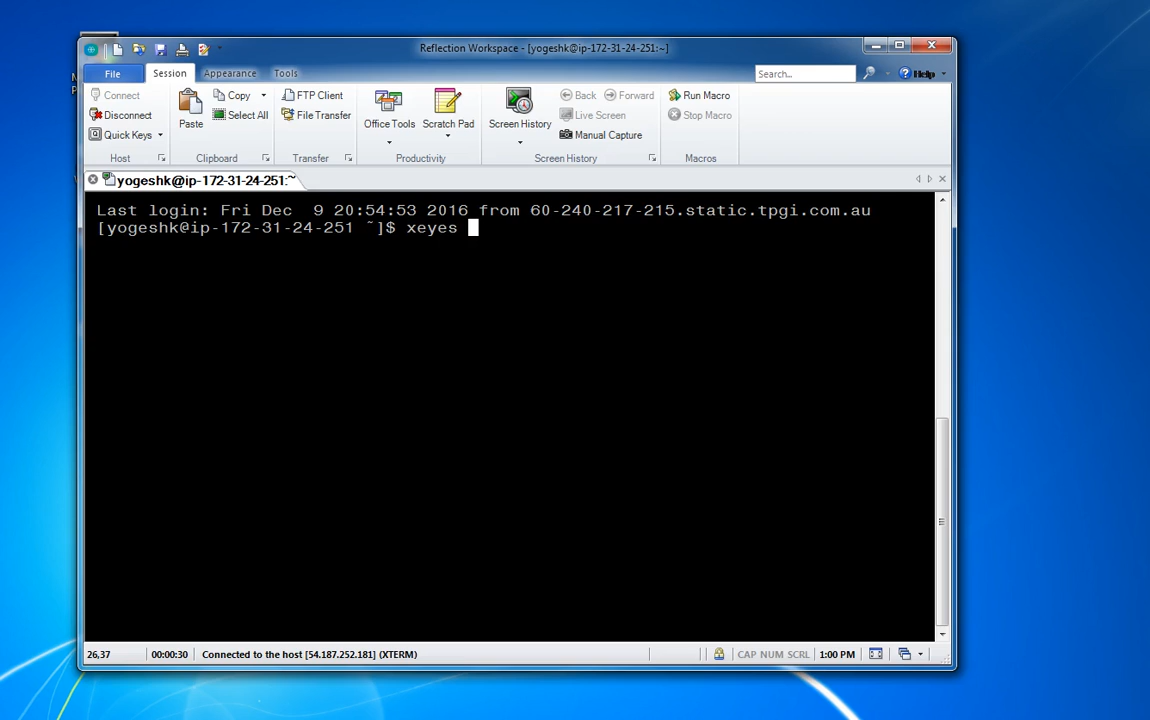 Reflection Workspace - [yogeshk@ip-172-31-24-251:~]
File Session Appearance Tools Search... Help
Connect Copy FTP Client Back Forward Run Macro
Disconnect Paste Select All File Transfer Office Tools Scratch Pad Screen History Live Screen Stop Macro
Quick Keys Manual Capture
Host Clipboard Transfer Productivity Screen History Macros
yogeshk@ip-172-31-24-251:~
Last login: Fri Dec  9 20:54:53 2016 from 60-240-217-215.static.tpgi.com.au
[yogeshk@ip-172-31-24-251 ~]$ xeyes
26,37 00:00:30 Connected to the host [54.187.252.181] (XTERM) CAP NUM SCRL 1:00 PM